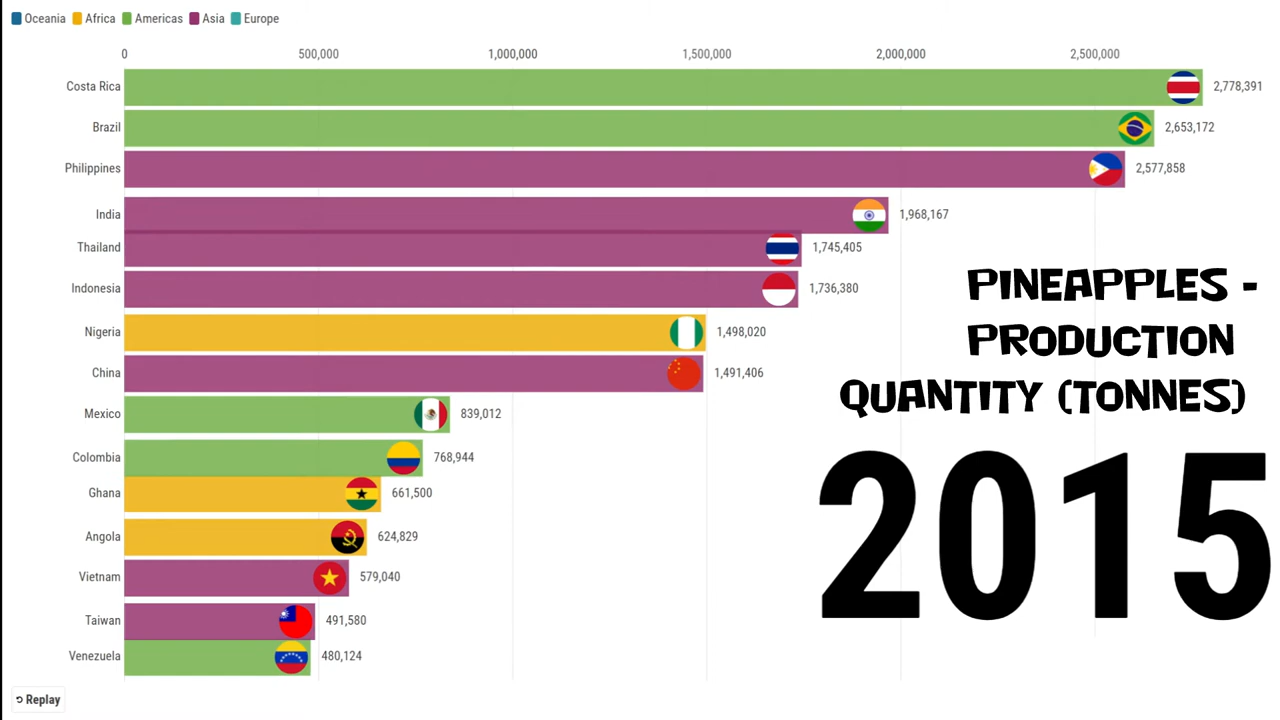 Oceania Africa Americas Asia Europe
0 500,000 1,000,000 1,500,000 2,000,000 2,500,000
Costa Rica 2,778,391
Brazil 2,653,172
Philippines 2,577,858
India 1,968,167
Thailand 1,745,405
Indonesia 1,736,380
Nigeria 1,498,020
China 1,491,406
Mexico 839,012
Colombia 768,944
Ghana 661,500
Angola 624,829
Vietnam 579,040
Taiwan 491,580
Venezuela 480,124
PINEAPPLES -
PRODUCTION
QUANTITY (TONNES)
2015
Replay